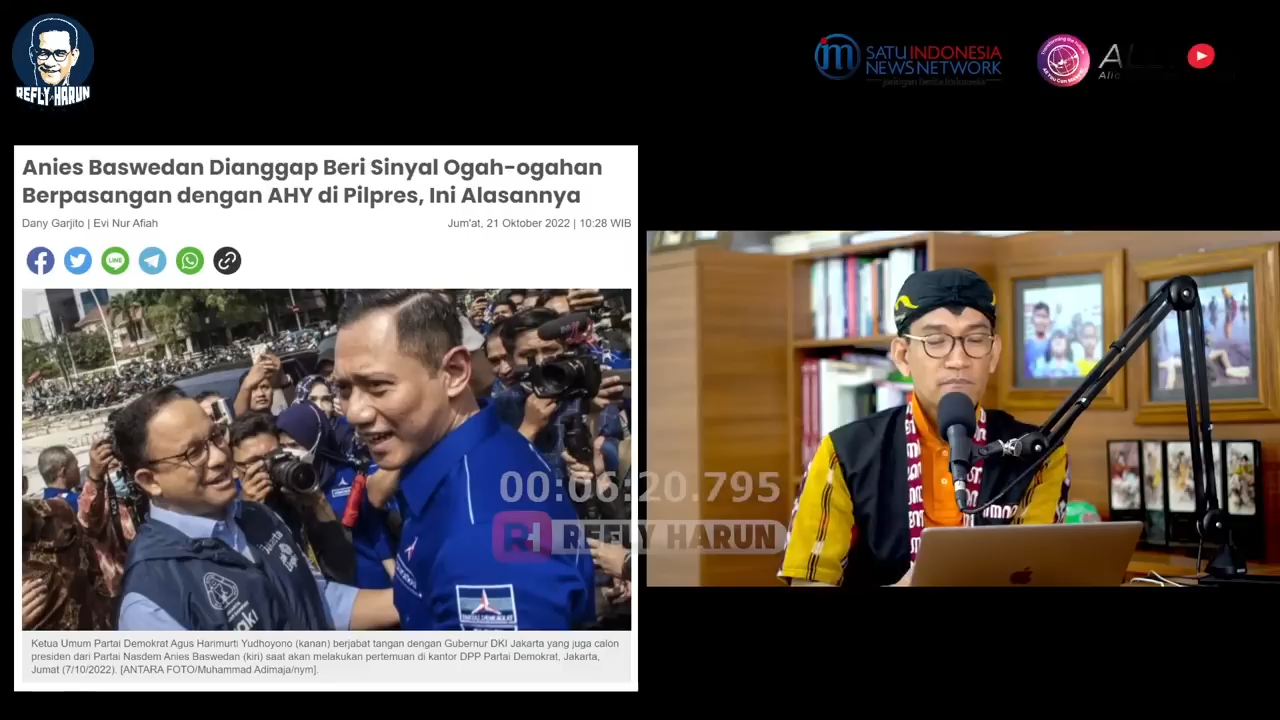 REFLY HARUN
SATU INDONESIA
NEWS NETWORK
Anies Baswedan Dianggap Beri Sinyal Ogah-ogahan
Berpasangan dengan AHY di Pilpres, Ini Alasannya
Dany Garjito | Evi Nur Afiah
Jum'at, 21 Oktober 2022 | 10:28 WIB
LINE
00:06:20.795
RH REFLY HARUN
PARTAI DEMOKRAT
Ketua Umum Partai Demokrat Agus Harimurti Yudhoyono (kanan) berjabat tangan dengan Gubernur DKI Jakarta yang juga calon
presiden dari Partai Nasdem Anies Baswedan (kiri) saat akan melakukan pertemuan di kantor DPP Partai Demokrat, Jakarta,
Jumat (7/10/2022). [ANTARA FOTO/Muhammad Adimaja/nym].